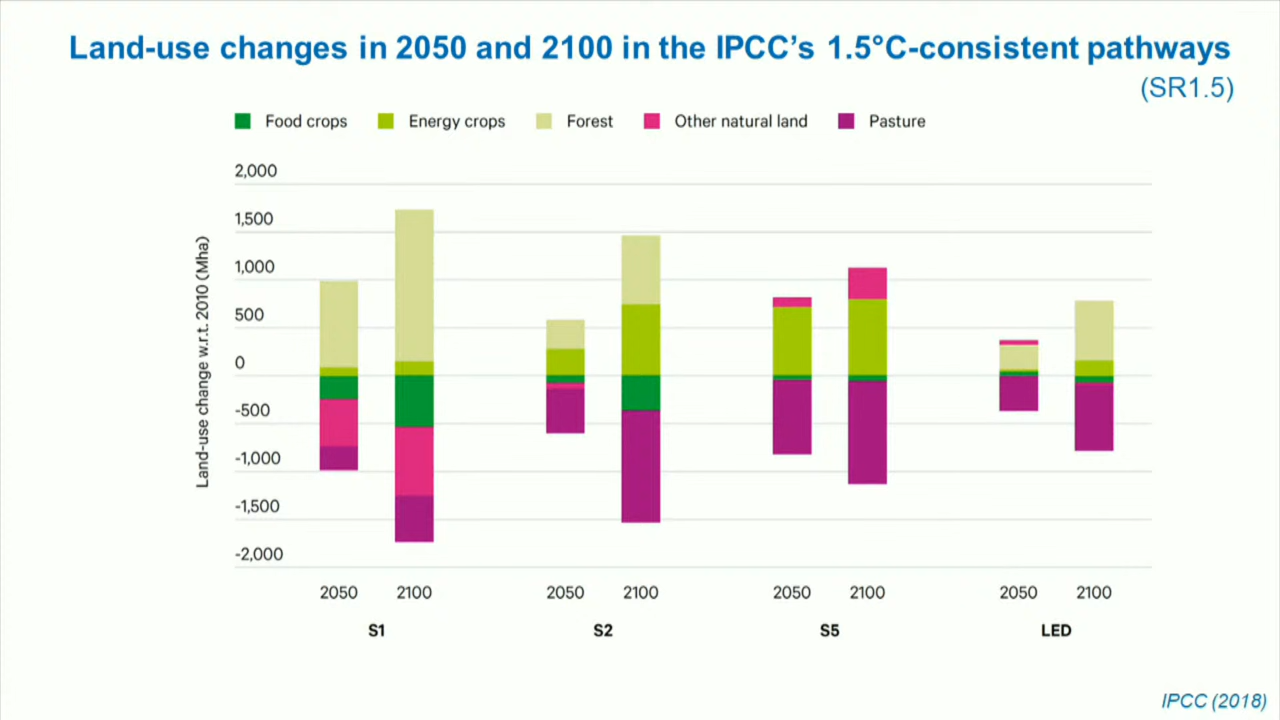 Land-use changes in 2050 and 2100 in the IPCC's 1.5°C-consistent pathways
(SR1.5)
Food crops Energy crops Forest Other natural land Pasture
Land-use change w.r.t. 2010 (Mha)
2,000
1,500
1,000
500
0
-500
-1,000
-1,500
-2,000
2050 2100 2050 2100 2050 2100 2050 2100
S1 S2 S5 LED
IPCC (2018)